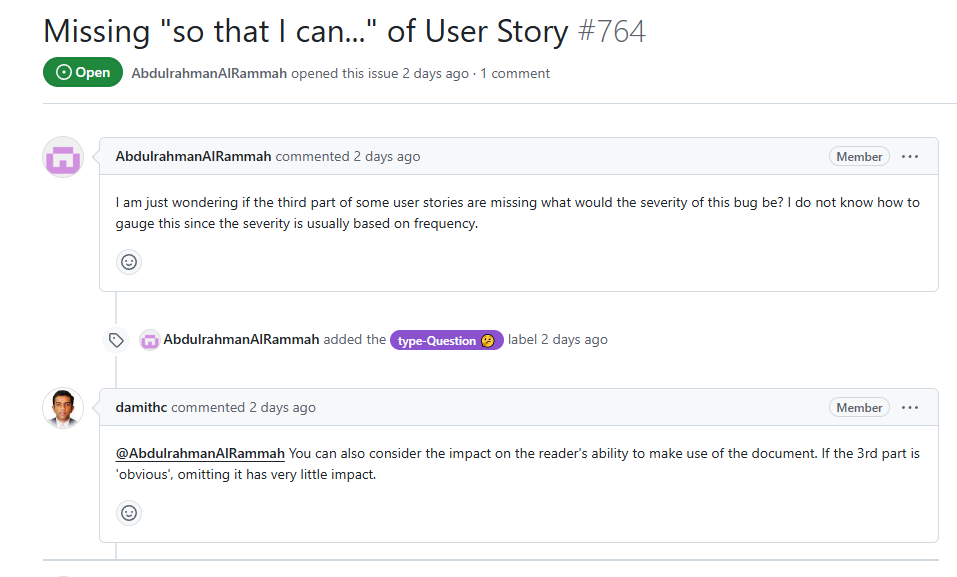 Missing "so that I can..." of User Story #764
Open AbdulrahmanAlRammah opened this issue 2 days ago · 1 comment
AbdulrahmanAlRammah commented 2 days ago Member ...
I am just wondering if the third part of some user stories are missing what would the severity of this bug be? I do not know how to
gauge this since the severity is usually based on frequency.
AbdulrahmanAlRammah added the type-Question 🤔 label 2 days ago
damithc commented 2 days ago Member ...
@AbdulrahmanAlRammah You can also consider the impact on the reader's ability to make use of the document. If the 3rd part is
'obvious', omitting it has very little impact.